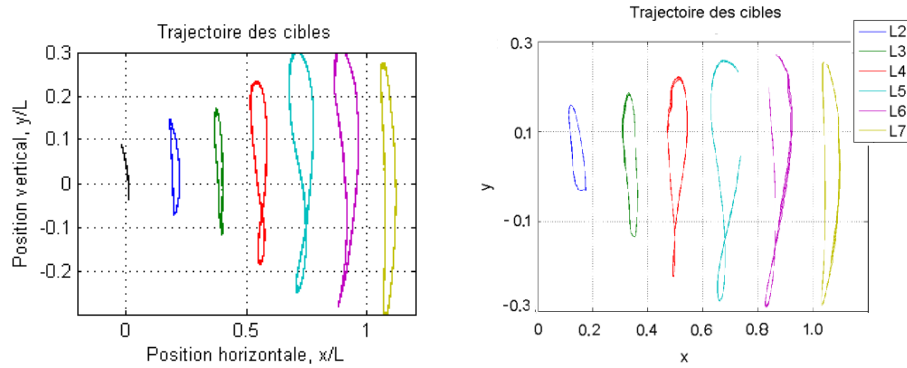 Trajectoire des cibles
0.3
0.2
0.1
0
-0.1
-0.2
0 0.5 1
Position vertical, y/L
Position horizontale, x/L
Trajectoire des cibles
0.3
0.1
-0.1
-0.3
0 0.2 0.4 0.6 0.8 1.0
y
x
L2
L3
L4
L5
L6
L7